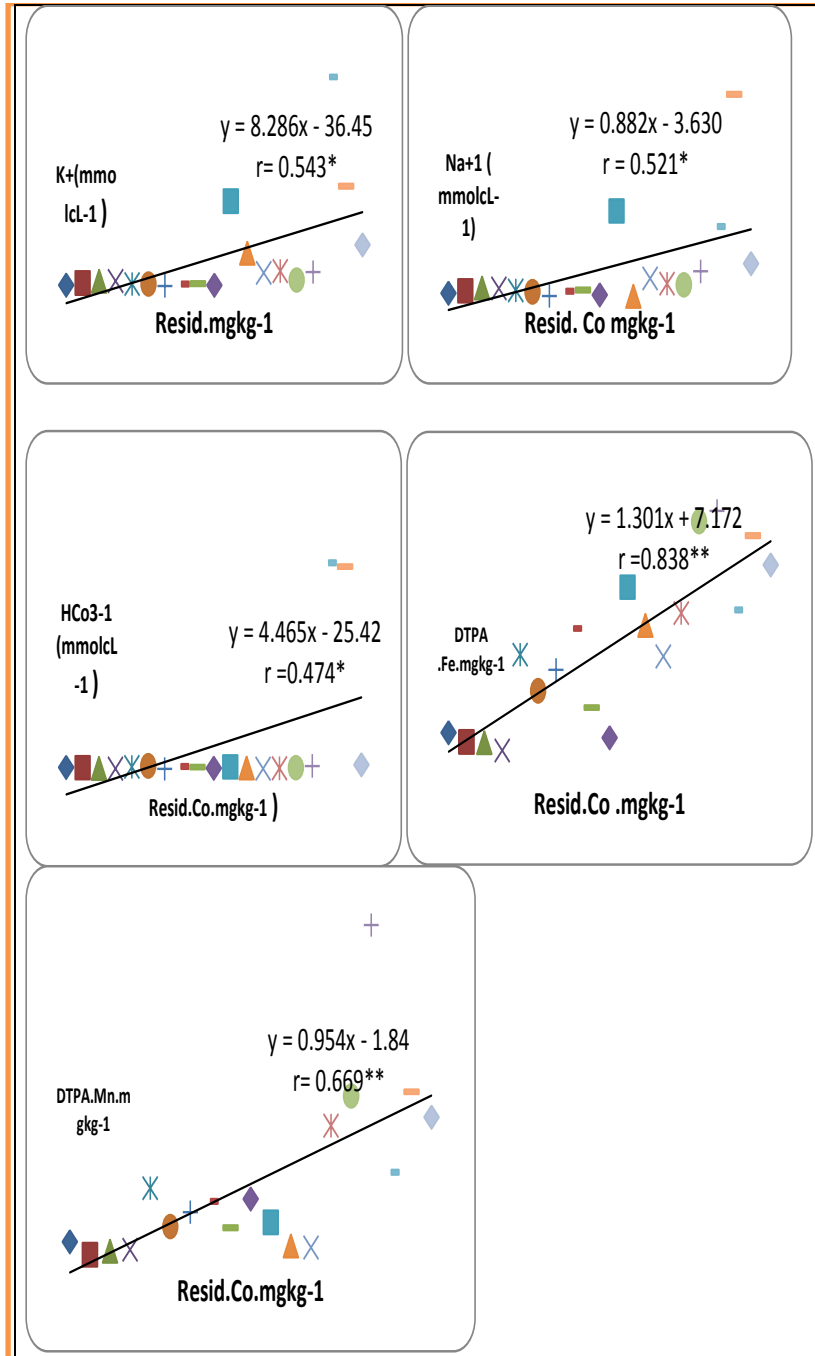 K+(mmo
lcL-1 )
y = 8.286x - 36.45
r= 0.543*
Resid.mgkg-1
Na+1 (
mmolcL-
1)
y = 0.882x - 3.630
r = 0.521*
Resid. Co mgkg-1
HCo3-1
(mmolcL
-1 )
y = 4.465x - 25.42
r =0.474*
Resid.Co.mgkg-1 )
DTPA
.Fe.mgkg-1
y = 1.301x + 7.172
r =0.838**
Resid.Co .mgkg-1
DTPA.Mn.m
gkg-1
y = 0.954x - 1.84
r= 0.669**
Resid.Co.mgkg-1